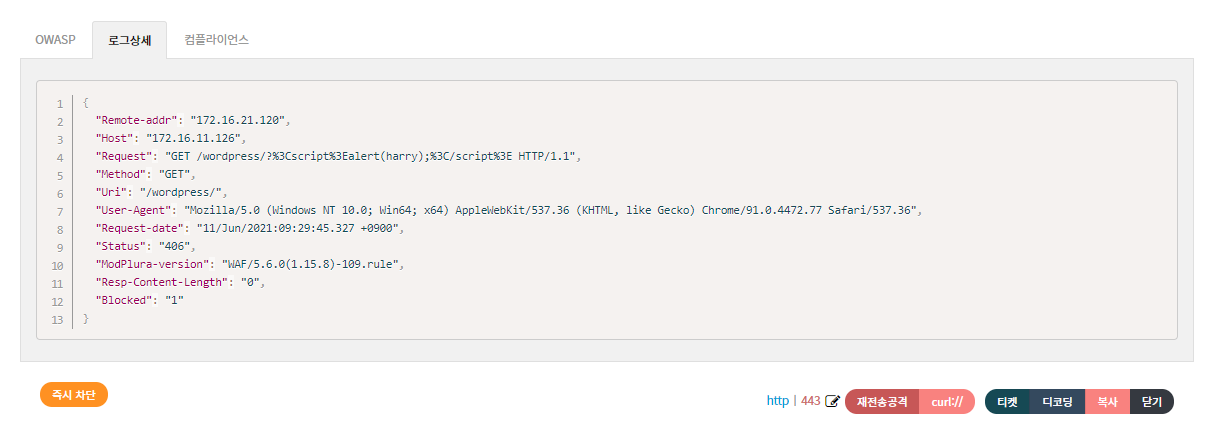 OWASP 로그상세 컴플라이언스
1 {
2 "Remote-addr": "172.16.21.120",
3 "Host": "172.16.11.126",
4 "Request": "GET /wordpress/?%3Cscript%3Ealert(harry);%3C/script%3E HTTP/1.1",
5 "Method": "GET",
6 "Uri": "/wordpress/",
7 "User-Agent": "Mozilla/5.0 (Windows NT 10.0; Win64; x64) AppleWebKit/537.36 (KHTML, like Gecko) Chrome/91.0.4472.77 Safari/537.36",
8 "Request-date": "11/Jun/2021:09:29:45.327 +0900",
9 "Status": "406",
10 "ModPlura-version": "WAF/5.6.0(1.15.8)-109.rule",
11 "Resp-Content-Length": "0",
12 "Blocked": "1"
13 }
즉시 차단 http | 443 재전송공격 curl:// 티켓 디코딩 복사 닫기